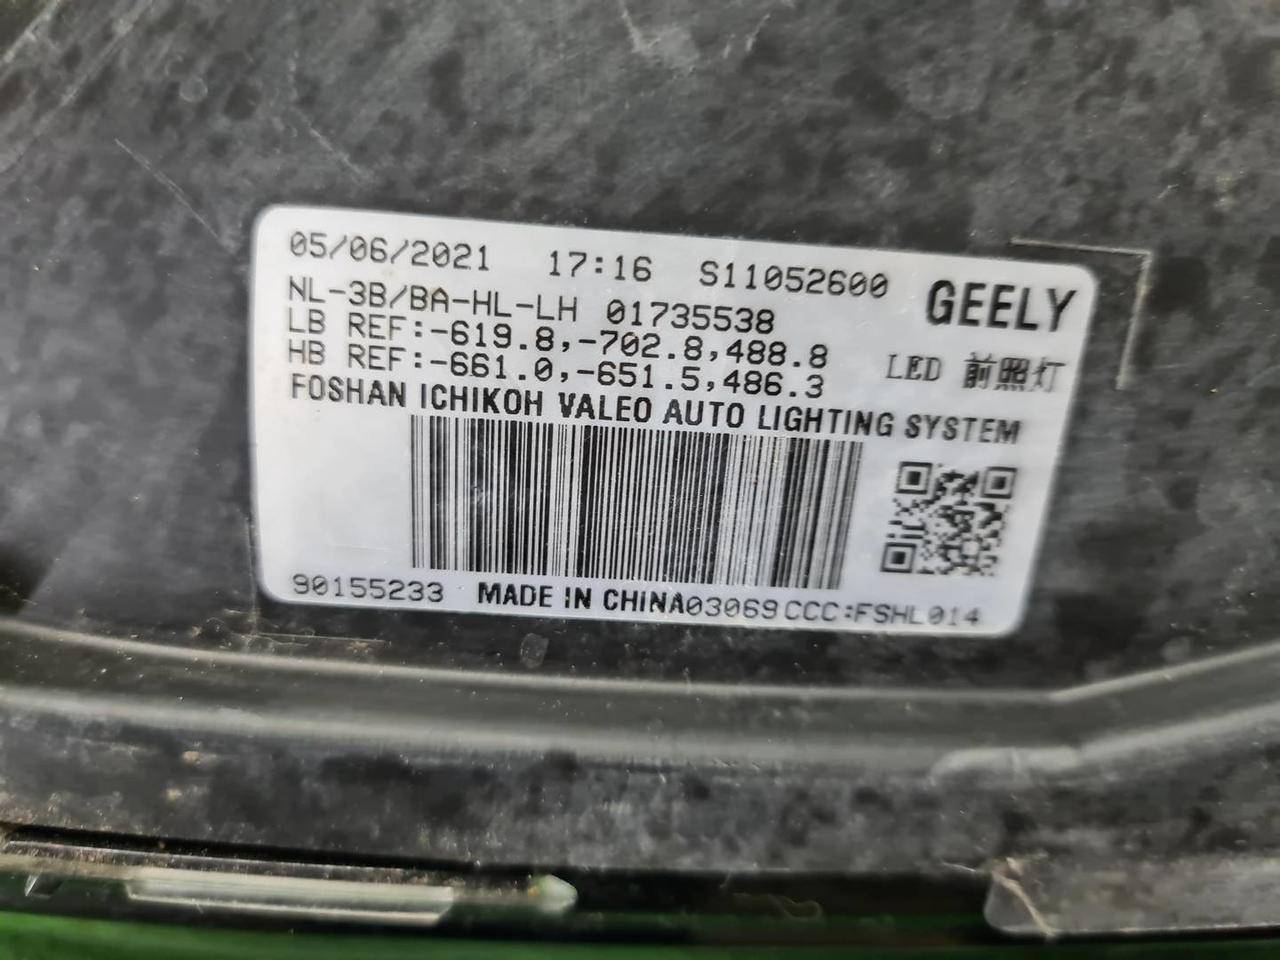 05/06/2021 17:16 S11052600
NL-3B/BA-HL-LH 01735538
GEELY
LB REF:-619.8,-702.8,488.8
HB REF:-661.0,-651.5,486.3
LED 前照灯
FOSHAN ICHIKOH VALEO AUTO LIGHTING SYSTEM
90155233 MADE IN CHINA03069CCC:FSHL014